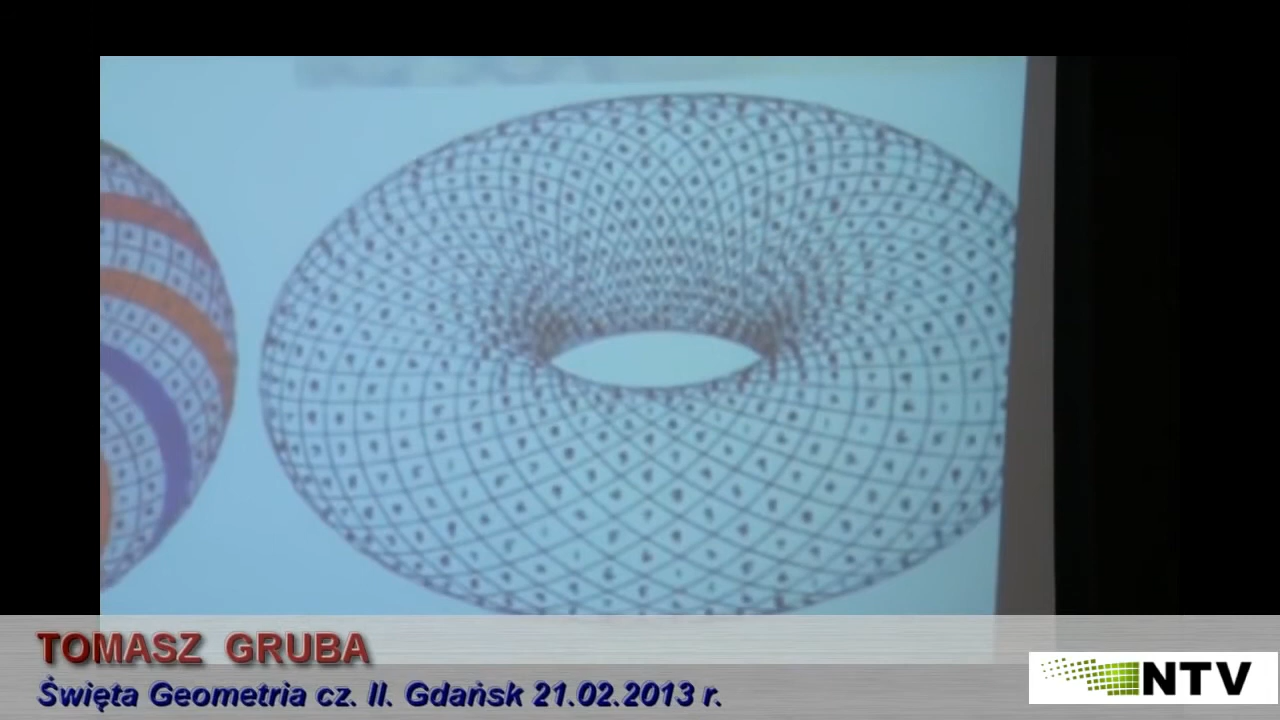 TOMASZ GRUBA
Święta Geometria cz. II. Gdańsk 21.02.2013 r.
NTV